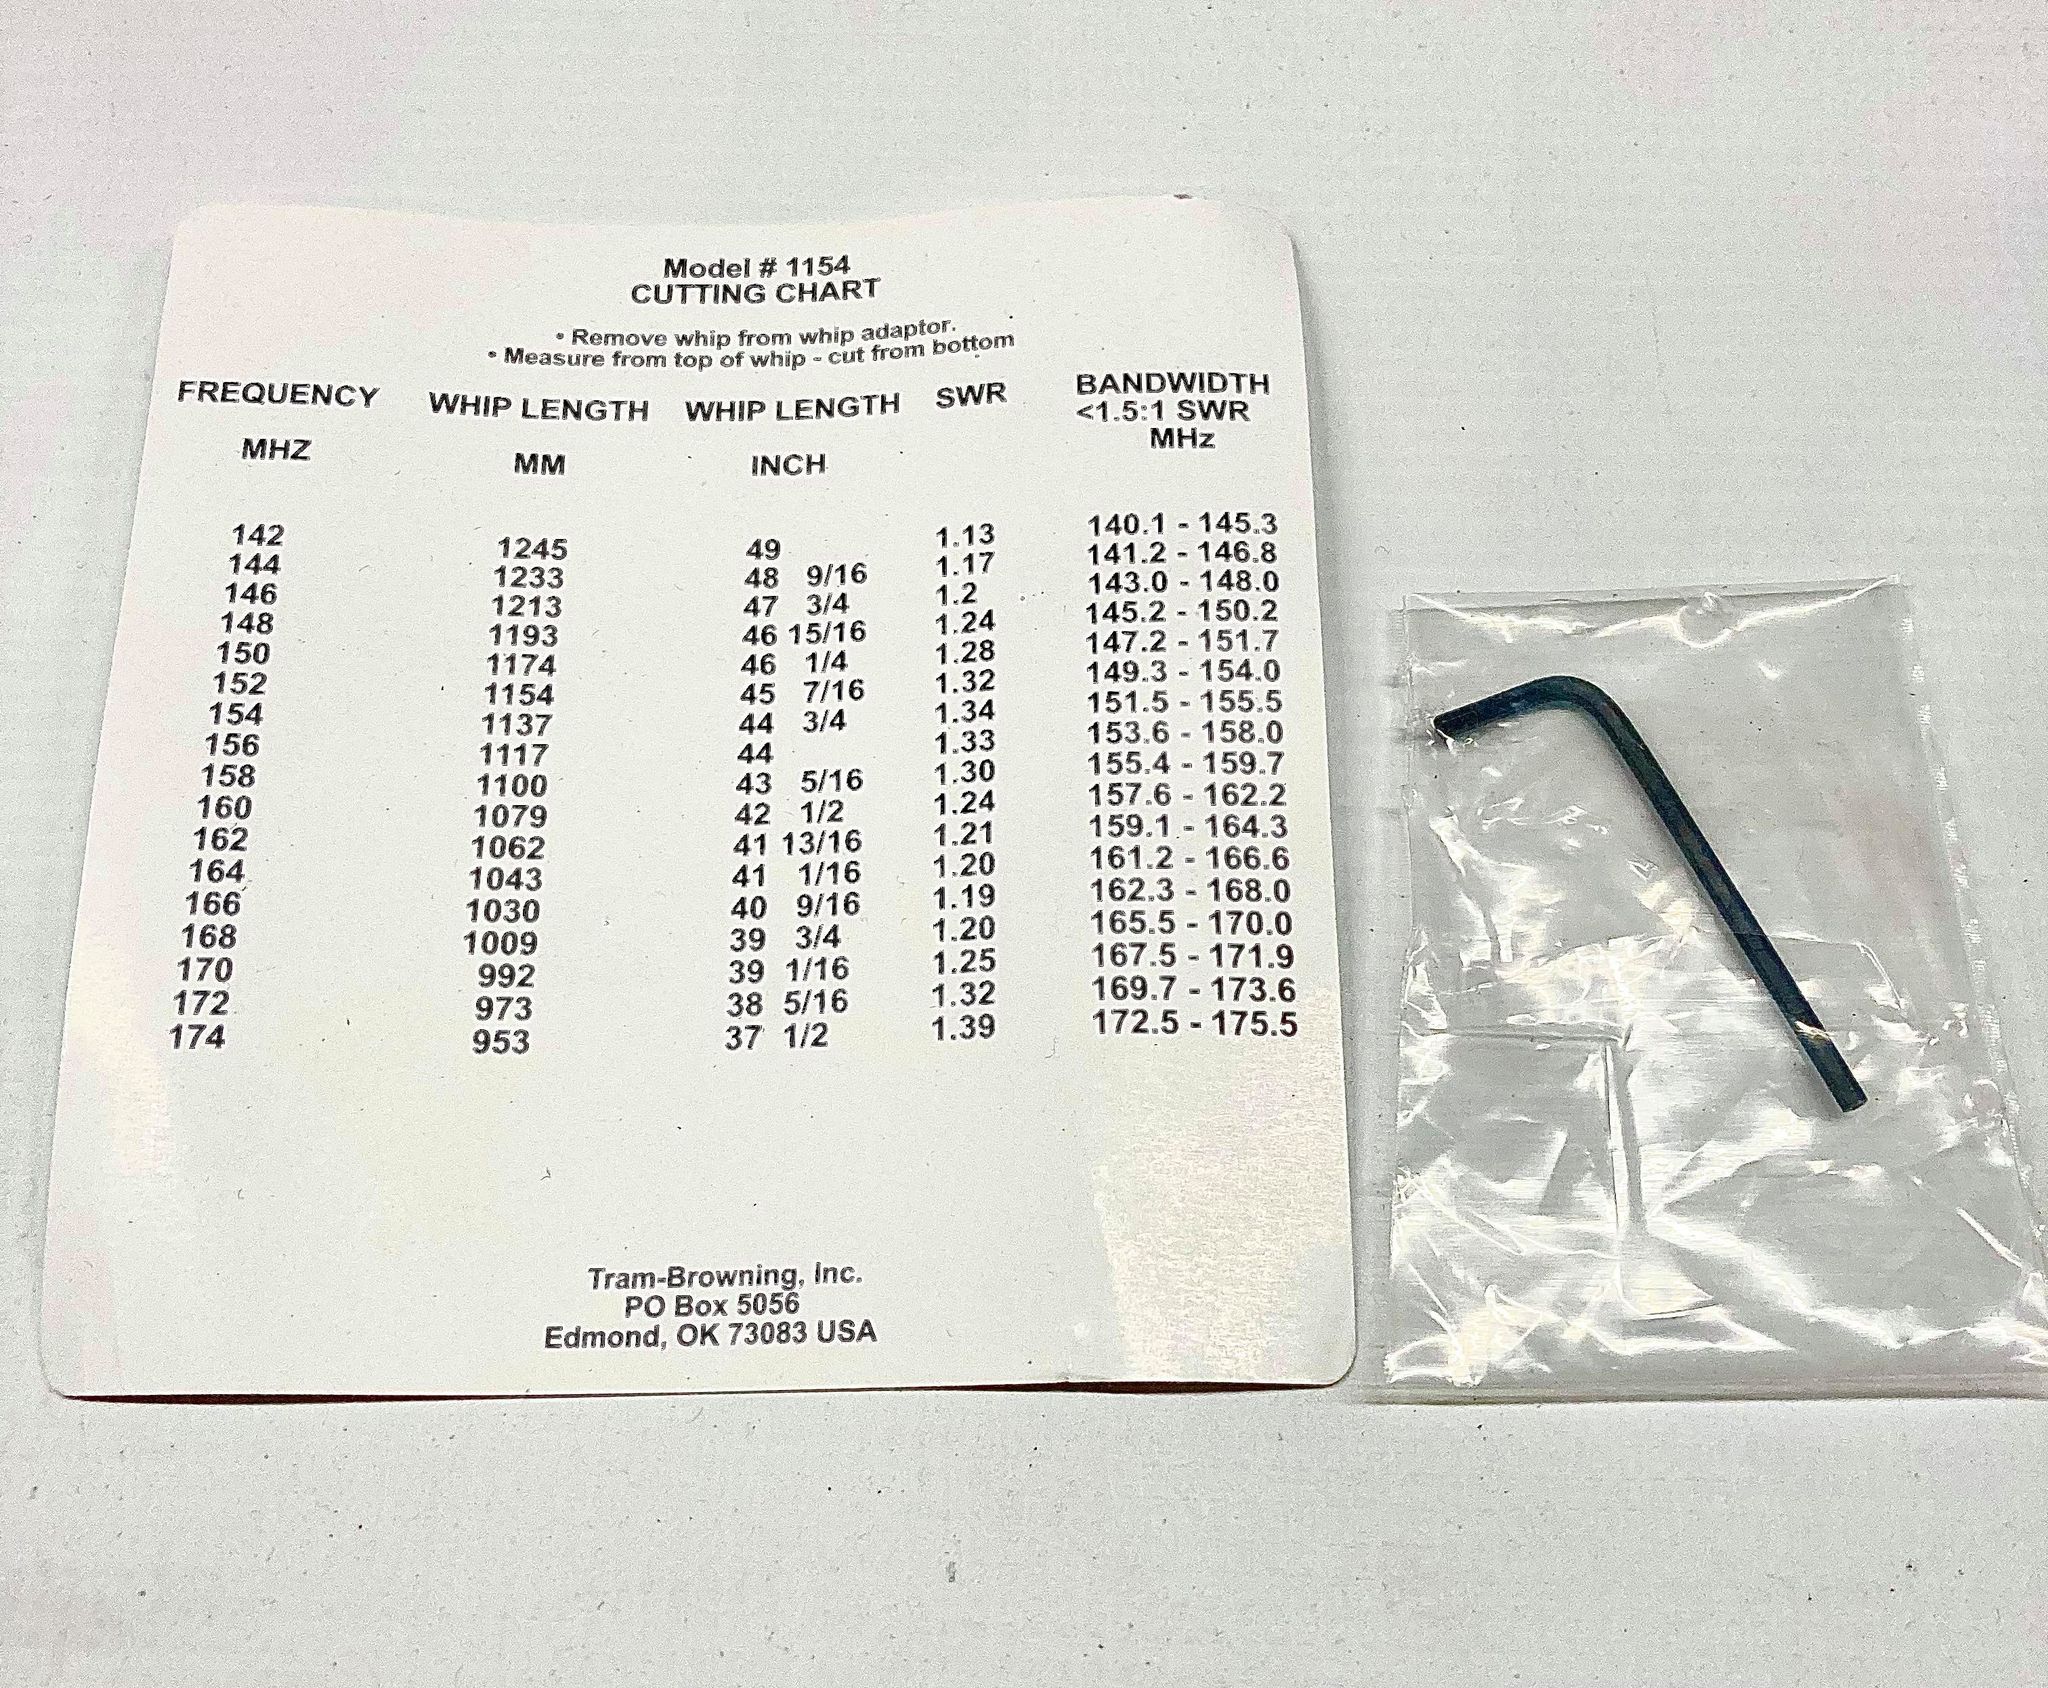 Model # 1154
CUTTING CHART
• Remove whip from whip adaptor.
• Measure from top of whip - cut from bottom
FREQUENCY WHIP LENGTH WHIP LENGTH SWR BANDWIDTH
<1.5:1 SWR
MHZ MM INCH MHz
142 1245 49 1.13 140.1 - 145.3
144 1233 48 9/16 1.17 141.2 - 146.8
146 1213 47 3/4 1.2 143.0 - 148.0
148 1193 46 15/16 1.24 145.2 - 150.2
150 1174 46 1/4 1.28 147.2 - 151.7
152 1154 45 7/16 1.32 149.3 - 154.0
154 1137 44 3/4 1.34 151.5 - 155.5
156 1117 44 1.33 153.6 - 158.0
158 1100 43 5/16 1.30 155.4 - 159.7
160 1079 42 1/2 1.24 157.6 - 162.2
162 1062 41 13/16 1.21 159.1 - 164.3
164 1043 41 1/16 1.20 161.2 - 166.6
166 1030 40 9/16 1.19 162.3 - 168.0
168 1009 39 3/4 1.20 165.5 - 170.0
170 992 39 1/16 1.25 167.5 - 171.9
172 973 38 5/16 1.32 169.7 - 173.6
174 953 37 1/2 1.39 172.5 - 175.5
Tram-Browning, Inc.
PO Box 5056
Edmond, OK 73083 USA